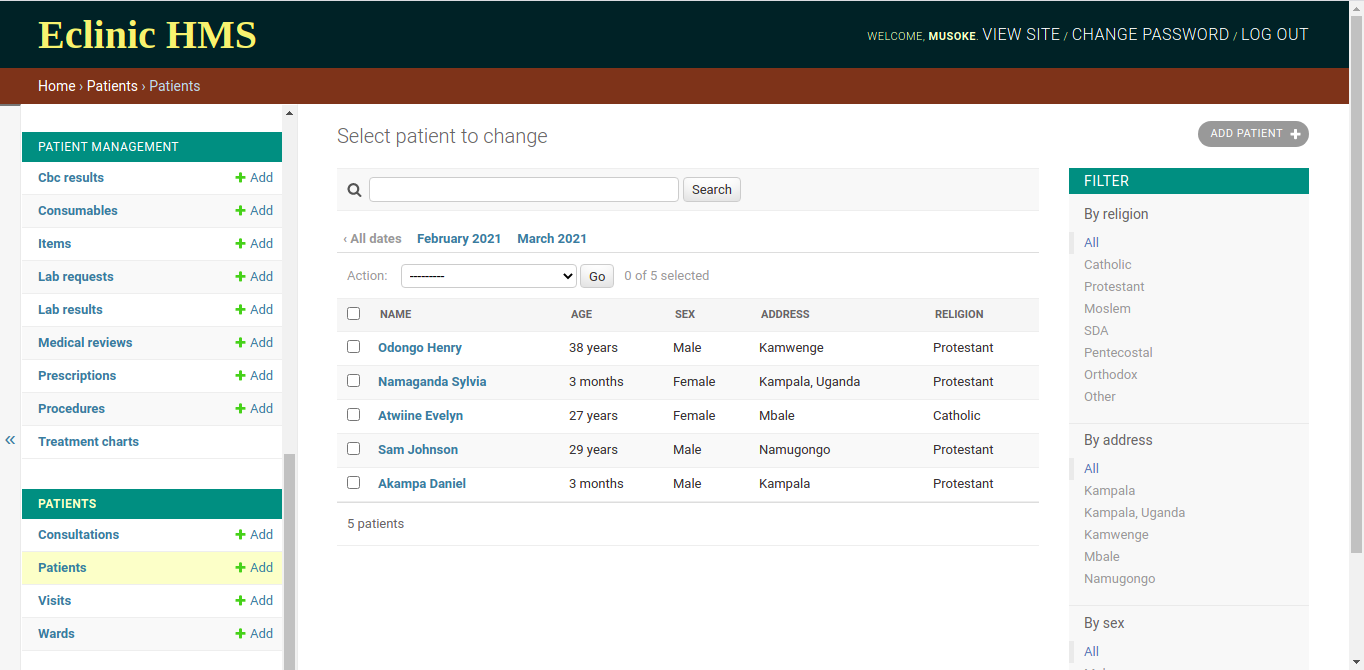 Eclinic HMS
WELCOME, MUSOKE. VIEW SITE / CHANGE PASSWORD / LOG OUT
Home › Patients › Patients
PATIENT MANAGEMENT
Cbc results + Add
Consumables + Add
Items + Add
Lab requests + Add
Lab results + Add
Medical reviews + Add
Prescriptions + Add
Procedures + Add
Treatment charts
«
PATIENTS
Consultations + Add
Patients + Add
Visits + Add
Wards + Add
Select patient to change
ADD PATIENT +
Search
‹ All dates February 2021 March 2021
Action: --------- Go 0 of 5 selected
NAME AGE SEX ADDRESS RELIGION
Odongo Henry 38 years Male Kamwenge Protestant
Namaganda Sylvia 3 months Female Kampala, Uganda Protestant
Atwiine Evelyn 27 years Female Mbale Catholic
Sam Johnson 29 years Male Namugongo Protestant
Akampa Daniel 3 months Male Kampala Protestant
5 patients
FILTER
By religion
All
Catholic
Protestant
Moslem
SDA
Pentecostal
Orthodox
Other
By address
All
Kampala
Kampala, Uganda
Kamwenge
Mbale
Namugongo
By sex
All